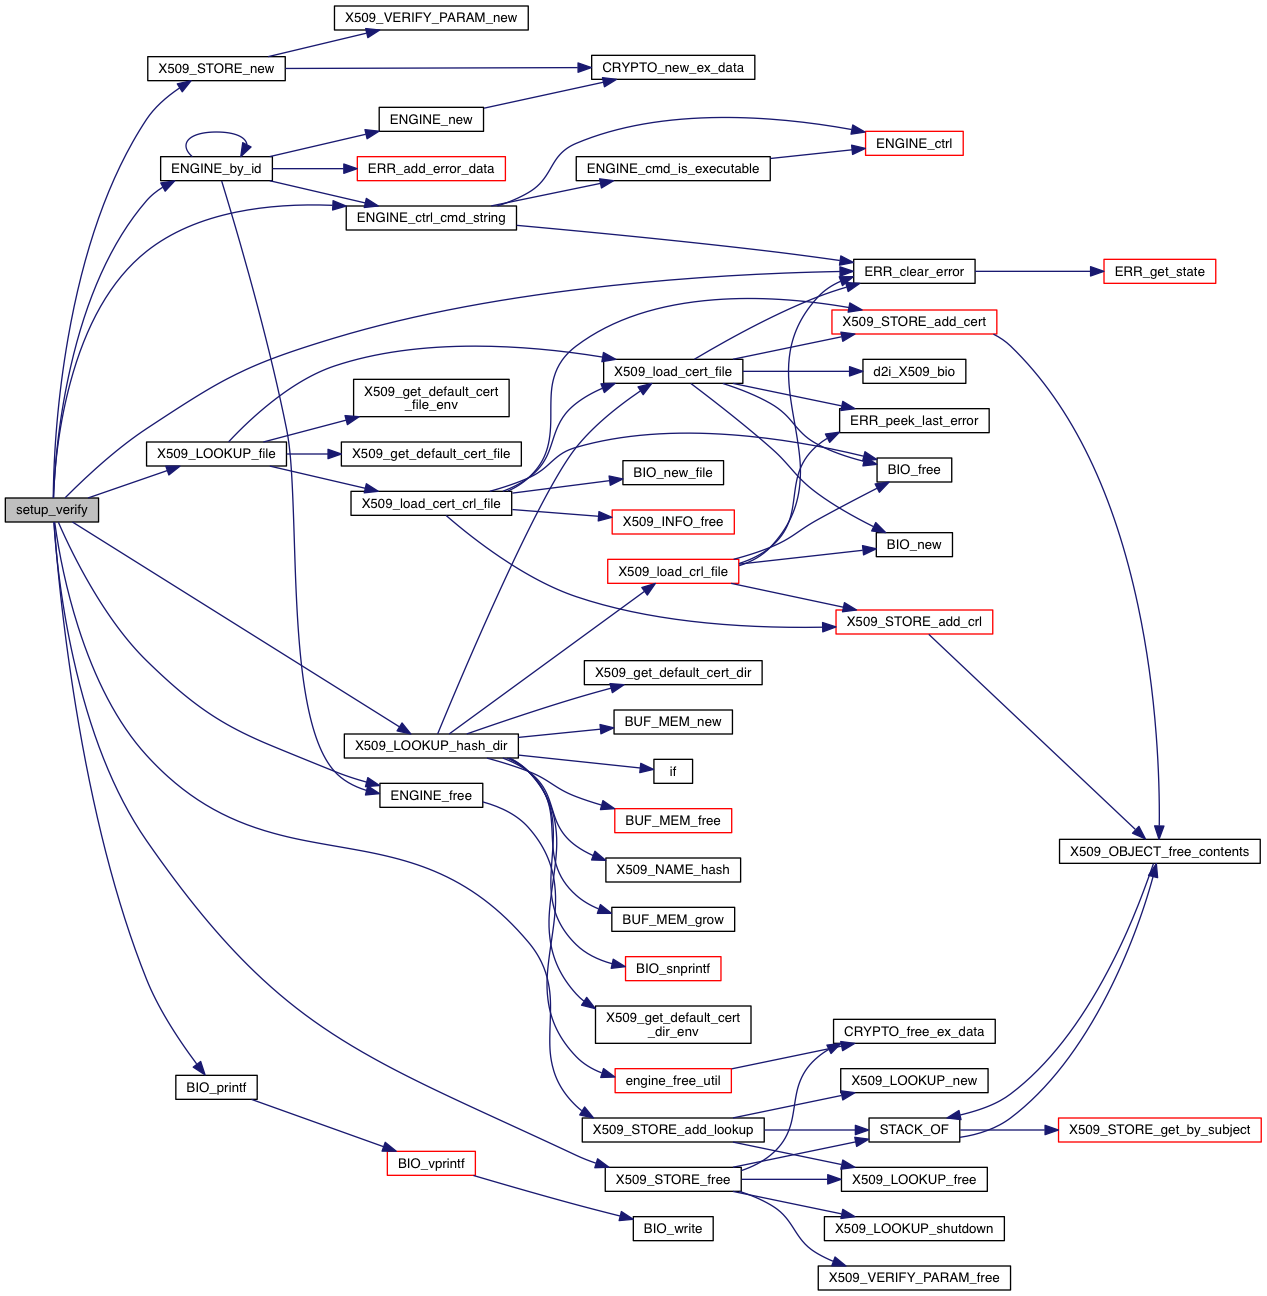 X509_VERIFY_PARAM_new
X509_STORE_new
CRYPTO_new_ex_data
ENGINE_new
ENGINE_ctrl
ENGINE_by_id
ERR_add_error_data
ENGINE_cmd_is_executable
ENGINE_ctrl_cmd_string
ERR_clear_error
ERR_get_state
X509_STORE_add_cert
X509_load_cert_file
d2i_X509_bio
X509_get_default_cert
_file_env
ERR_peek_last_error
X509_LOOKUP_file
X509_get_default_cert_file
BIO_new_file
BIO_free
setup_verify
X509_load_cert_crl_file
X509_INFO_free
BIO_new
X509_load_crl_file
X509_STORE_add_crl
X509_get_default_cert_dir
BUF_MEM_new
X509_LOOKUP_hash_dir
if
ENGINE_free
BUF_MEM_free
X509_OBJECT_free_contents
X509_NAME_hash
BUF_MEM_grow
BIO_snprintf
X509_get_default_cert
_dir_env
CRYPTO_free_ex_data
BIO_printf
engine_free_util
X509_LOOKUP_new
X509_STORE_add_lookup
STACK_OF
X509_STORE_get_by_subject
BIO_vprintf
X509_STORE_free
X509_LOOKUP_free
BIO_write
X509_LOOKUP_shutdown
X509_VERIFY_PARAM_free